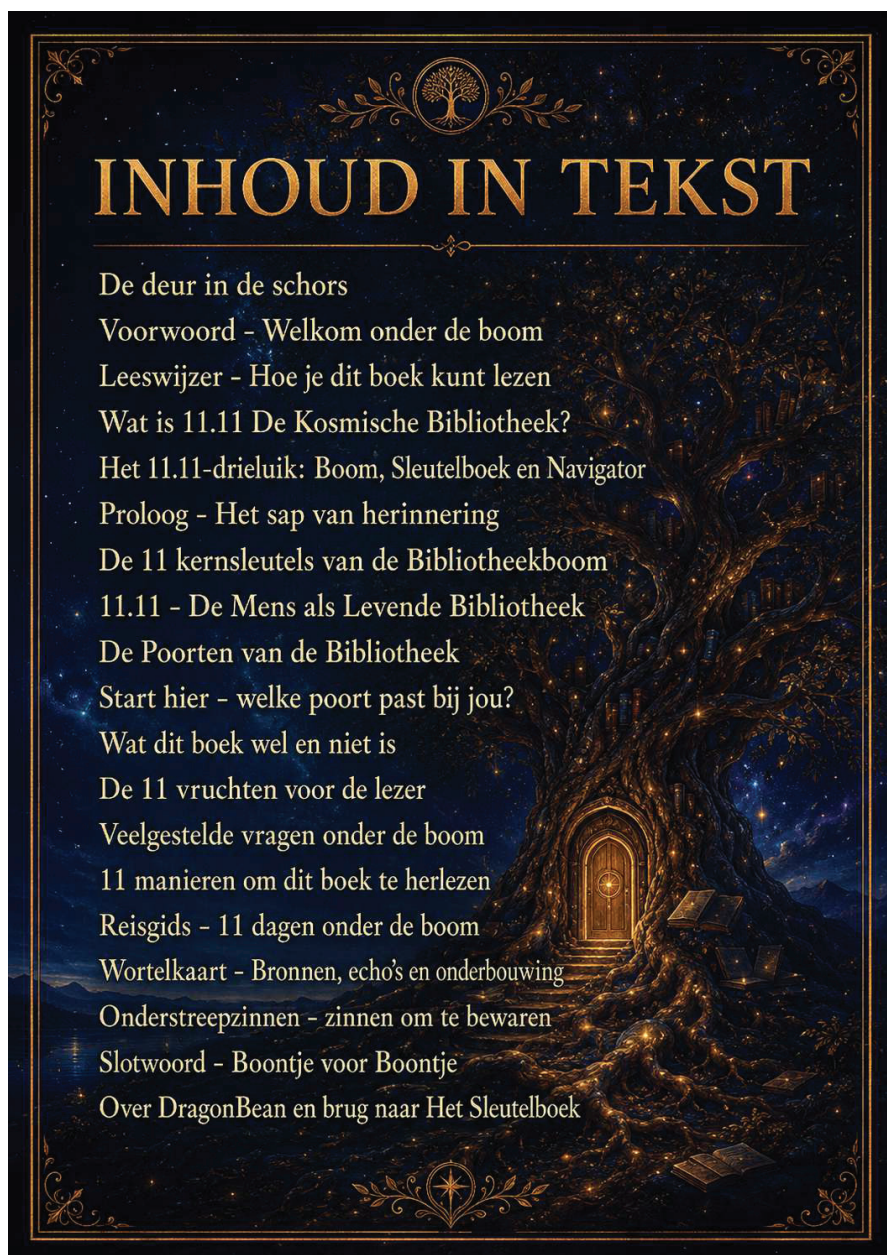 INHOUD IN TEKST
De deur in de schors
Voorwoord - Welkom onder de boom
Leeswijzer - Hoe je dit boek kunt lezen
Wat is 11.11 De Kosmische Bibliotheek?
Het 11.11-drieluik: Boom, Sleutelboek en Navigator
Proloog - Het sap van herinnering
De 11 kernsleutels van de Bibliotheekboom
11.11 - De Mens als Levende Bibliotheek
De Poorten van de Bibliotheek
Start hier - welke poort past bij jou?
Wat dit boek wel en niet is
De 11 vruchten voor de lezer
Veelgestelde vragen onder de boom
11 manieren om dit boek te herlezen
Reisgids - 11 dagen onder de boom
Wortelkaart - Bronnen, echo's en onderbouwing
Onderstreepzinnen - zinnen om te bewaren
Slotwoord - Boontje voor Boontje
Over DragonBean en brug naar Het Sleutelboek